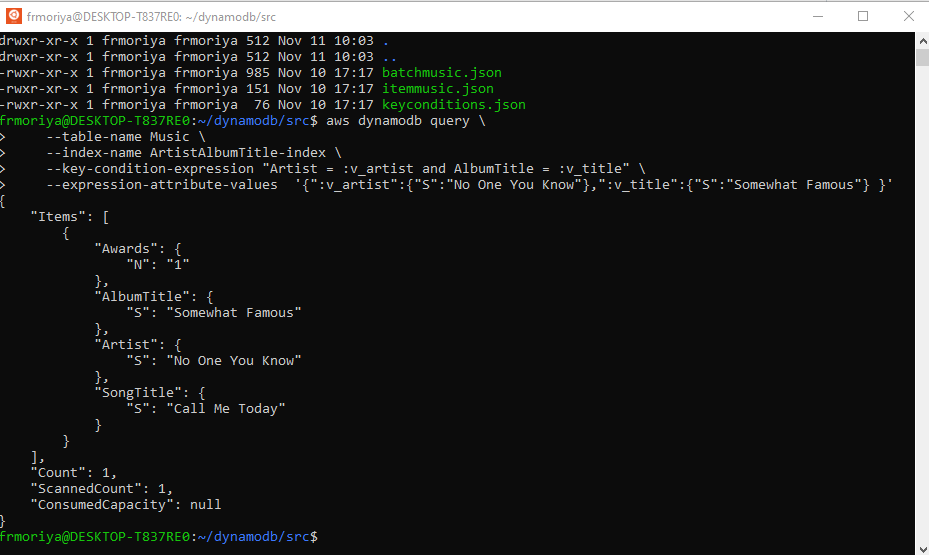 frmoriya@DESKTOP-T837RE0: ~/dynamodb/src
drwxr-xr-x 1 frmoriya frmoriya 512 Nov 11 10:03 .
drwxr-xr-x 1 frmoriya frmoriya 512 Nov 11 10:03 ..
-rwxr-xr-x 1 frmoriya frmoriya 985 Nov 10 17:17 batchmusic.json
-rwxr-xr-x 1 frmoriya frmoriya 151 Nov 10 17:17 itemmusic.json
-rwxr-xr-x 1 frmoriya frmoriya  76 Nov 10 17:17 keyconditions.json
frmoriya@DESKTOP-T837RE0:~/dynamodb/src$ aws dynamodb query \
>     --table-name Music \
>     --index-name ArtistAlbumTitle-index \
>     --key-condition-expression "Artist = :v_artist and AlbumTitle = :v_title" \
>     --expression-attribute-values  '{":v_artist":{"S":"No One You Know"},":v_title":{"S":"Somewhat Famous"} }'
{
    "Items": [
        {
            "Awards": {
                "N": "1"
            },
            "AlbumTitle": {
                "S": "Somewhat Famous"
            },
            "Artist": {
                "S": "No One You Know"
            },
            "SongTitle": {
                "S": "Call Me Today"
            }
        }
    ],
    "Count": 1,
    "ScannedCount": 1,
    "ConsumedCapacity": null
}
frmoriya@DESKTOP-T837RE0:~/dynamodb/src$